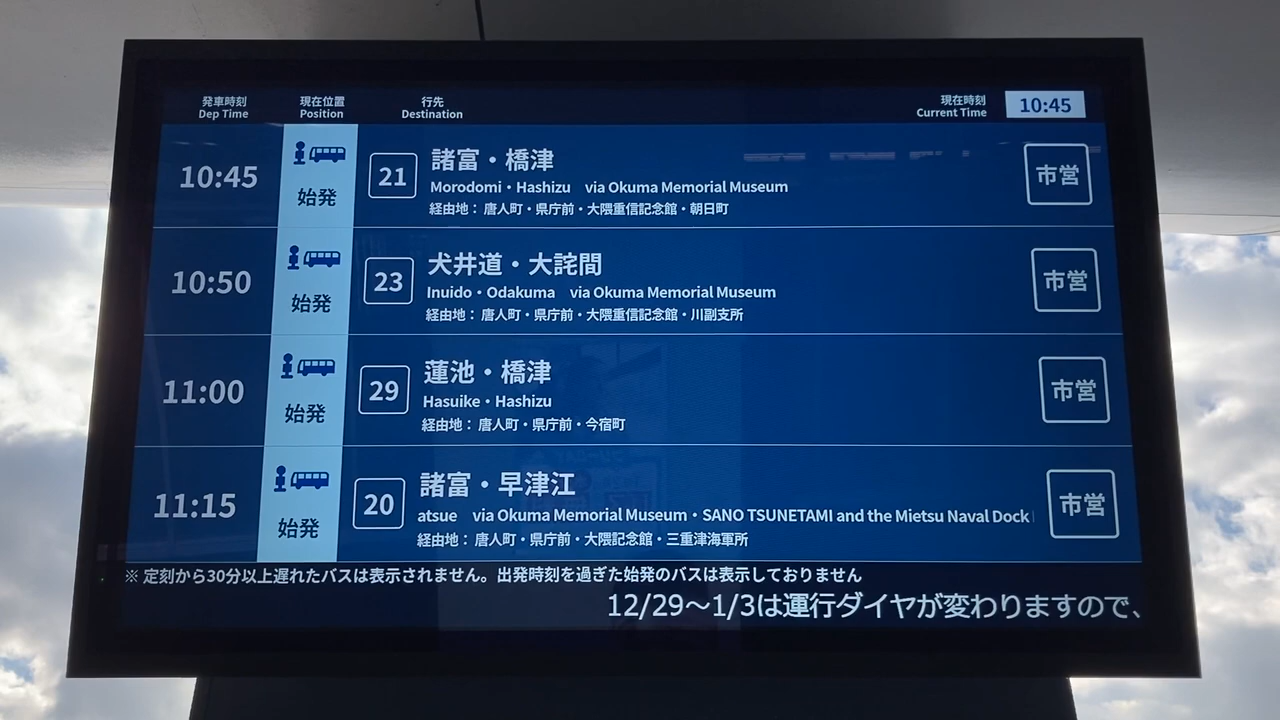 発車時刻 現在位置 行先 現在時刻 10:45
Dep Time Position Destination Current Time
10:45 始発 21 諸富・橋津 市営
Morodomi・Hashizu via Okuma Memorial Museum
経由地：唐人町・県庁前・大隈重信記念館・朝日町
10:50 始発 23 犬井道・大詫間 市営
Inuido・Odakuma via Okuma Memorial Museum
経由地：唐人町・県庁前・大隈重信記念館・川副支所
11:00 始発 29 蓮池・橋津 市営
Hasuike・Hashizu
経由地：唐人町・県庁前・今宿町
11:15 始発 20 諸富・早津江 市営
atsue via Okuma Memorial Museum・SANO TSUNETAMI and the Mietsu Naval Dock
経由地：唐人町・県庁前・大隈記念館・三重津海軍所
※ 定刻から30分以上遅れたバスは表示されません。出発時刻を過ぎた始発のバスは表示しておりません
12/29～1/3は運行ダイヤが変わりますので、